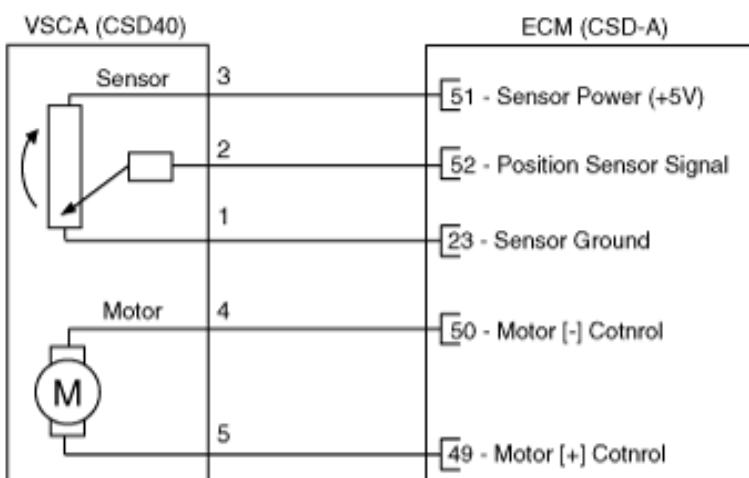 VSCA (CSD40)
ECM (CSD-A)
Sensor
3
51 - Sensor Power (+5V)
2
52 - Position Sensor Signal
1
23 - Sensor Ground
Motor
4
50 - Motor [-] Cotnrol
M
5
49 - Motor [+] Cotnrol